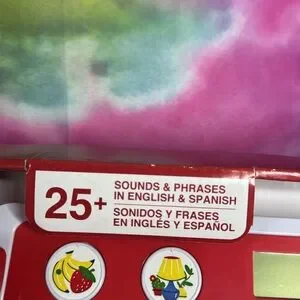 25+
SOUNDS & PHRASES
IN ENGLISH & SPANISH
SONIDOS Y FRASES
EN INGLÉS Y ESPAÑOL